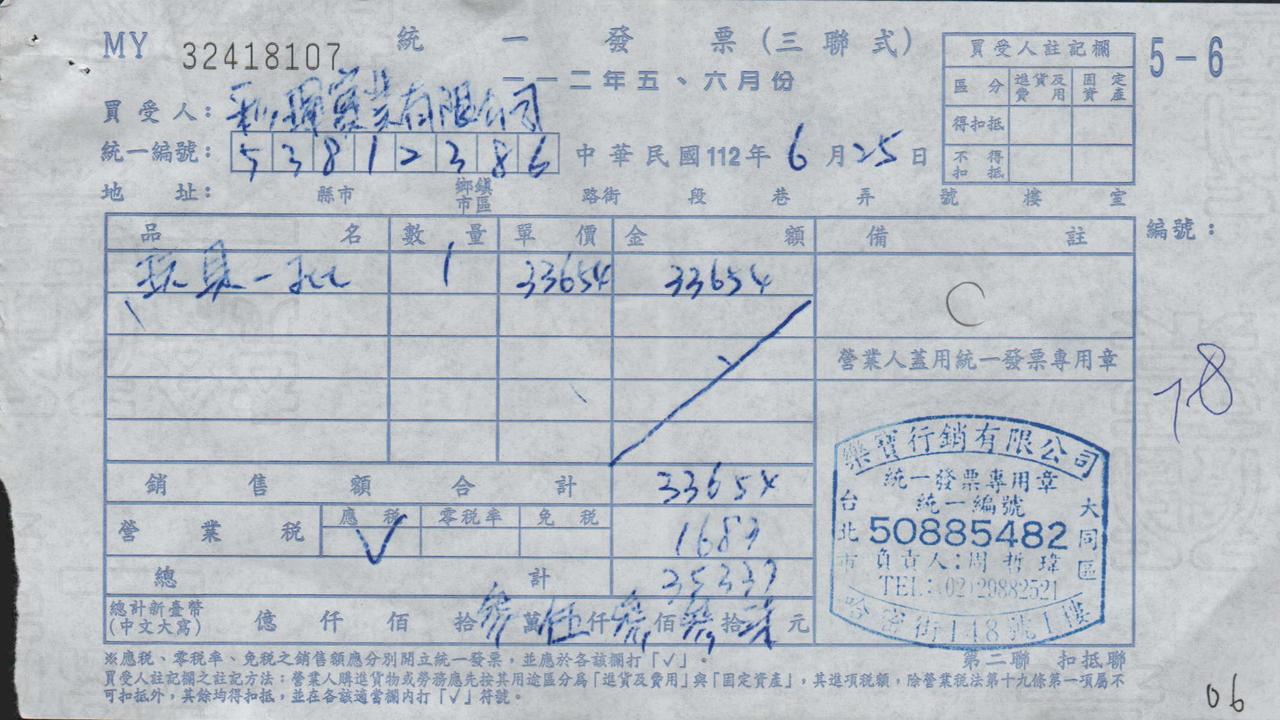 MY 32418107 統一發票(三聯式)
一一二年五、六月份
5-6
買受人註記欄
區分 進貨及費用 固定資產
得扣抵
不得扣抵
買受人: 實業有限公司
統一編號: 53812386 中華民國112年6月25日
地址: 縣市 鄉鎮市區 路街 段 巷 弄 號 樓 室
品名 數量 單價 金額 備註 編號:
玩具一批 1 33654 33654
營業人蓋用統一發票專用章
78
銷售額合計 33654
營業稅 應稅 零稅率 免稅
√ 1683
總計 35337
總計新臺幣(中文大寫) 億 仟 佰 拾參萬伍仟參佰參拾 元
樂寶行銷有限公司
統一發票專用章
統一編號
50885482
負責人:周哲瑋
TEL:(02)29882521
台北市 大同區
哈密街148號1樓
第二聯 扣抵聯
※應稅、零稅率、免稅之銷售額應分別開立統一發票,並應於各該欄打「√」。
買受人註記欄之註記方法:營業人購進貨物或勞務應先按其用途區分為「進貨及費用」與「固定資產」,其進項稅額,除營業稅法第十九條第一項屬不
可扣抵外,其餘均得扣抵,並在各該適當欄內打「√」符號。
06